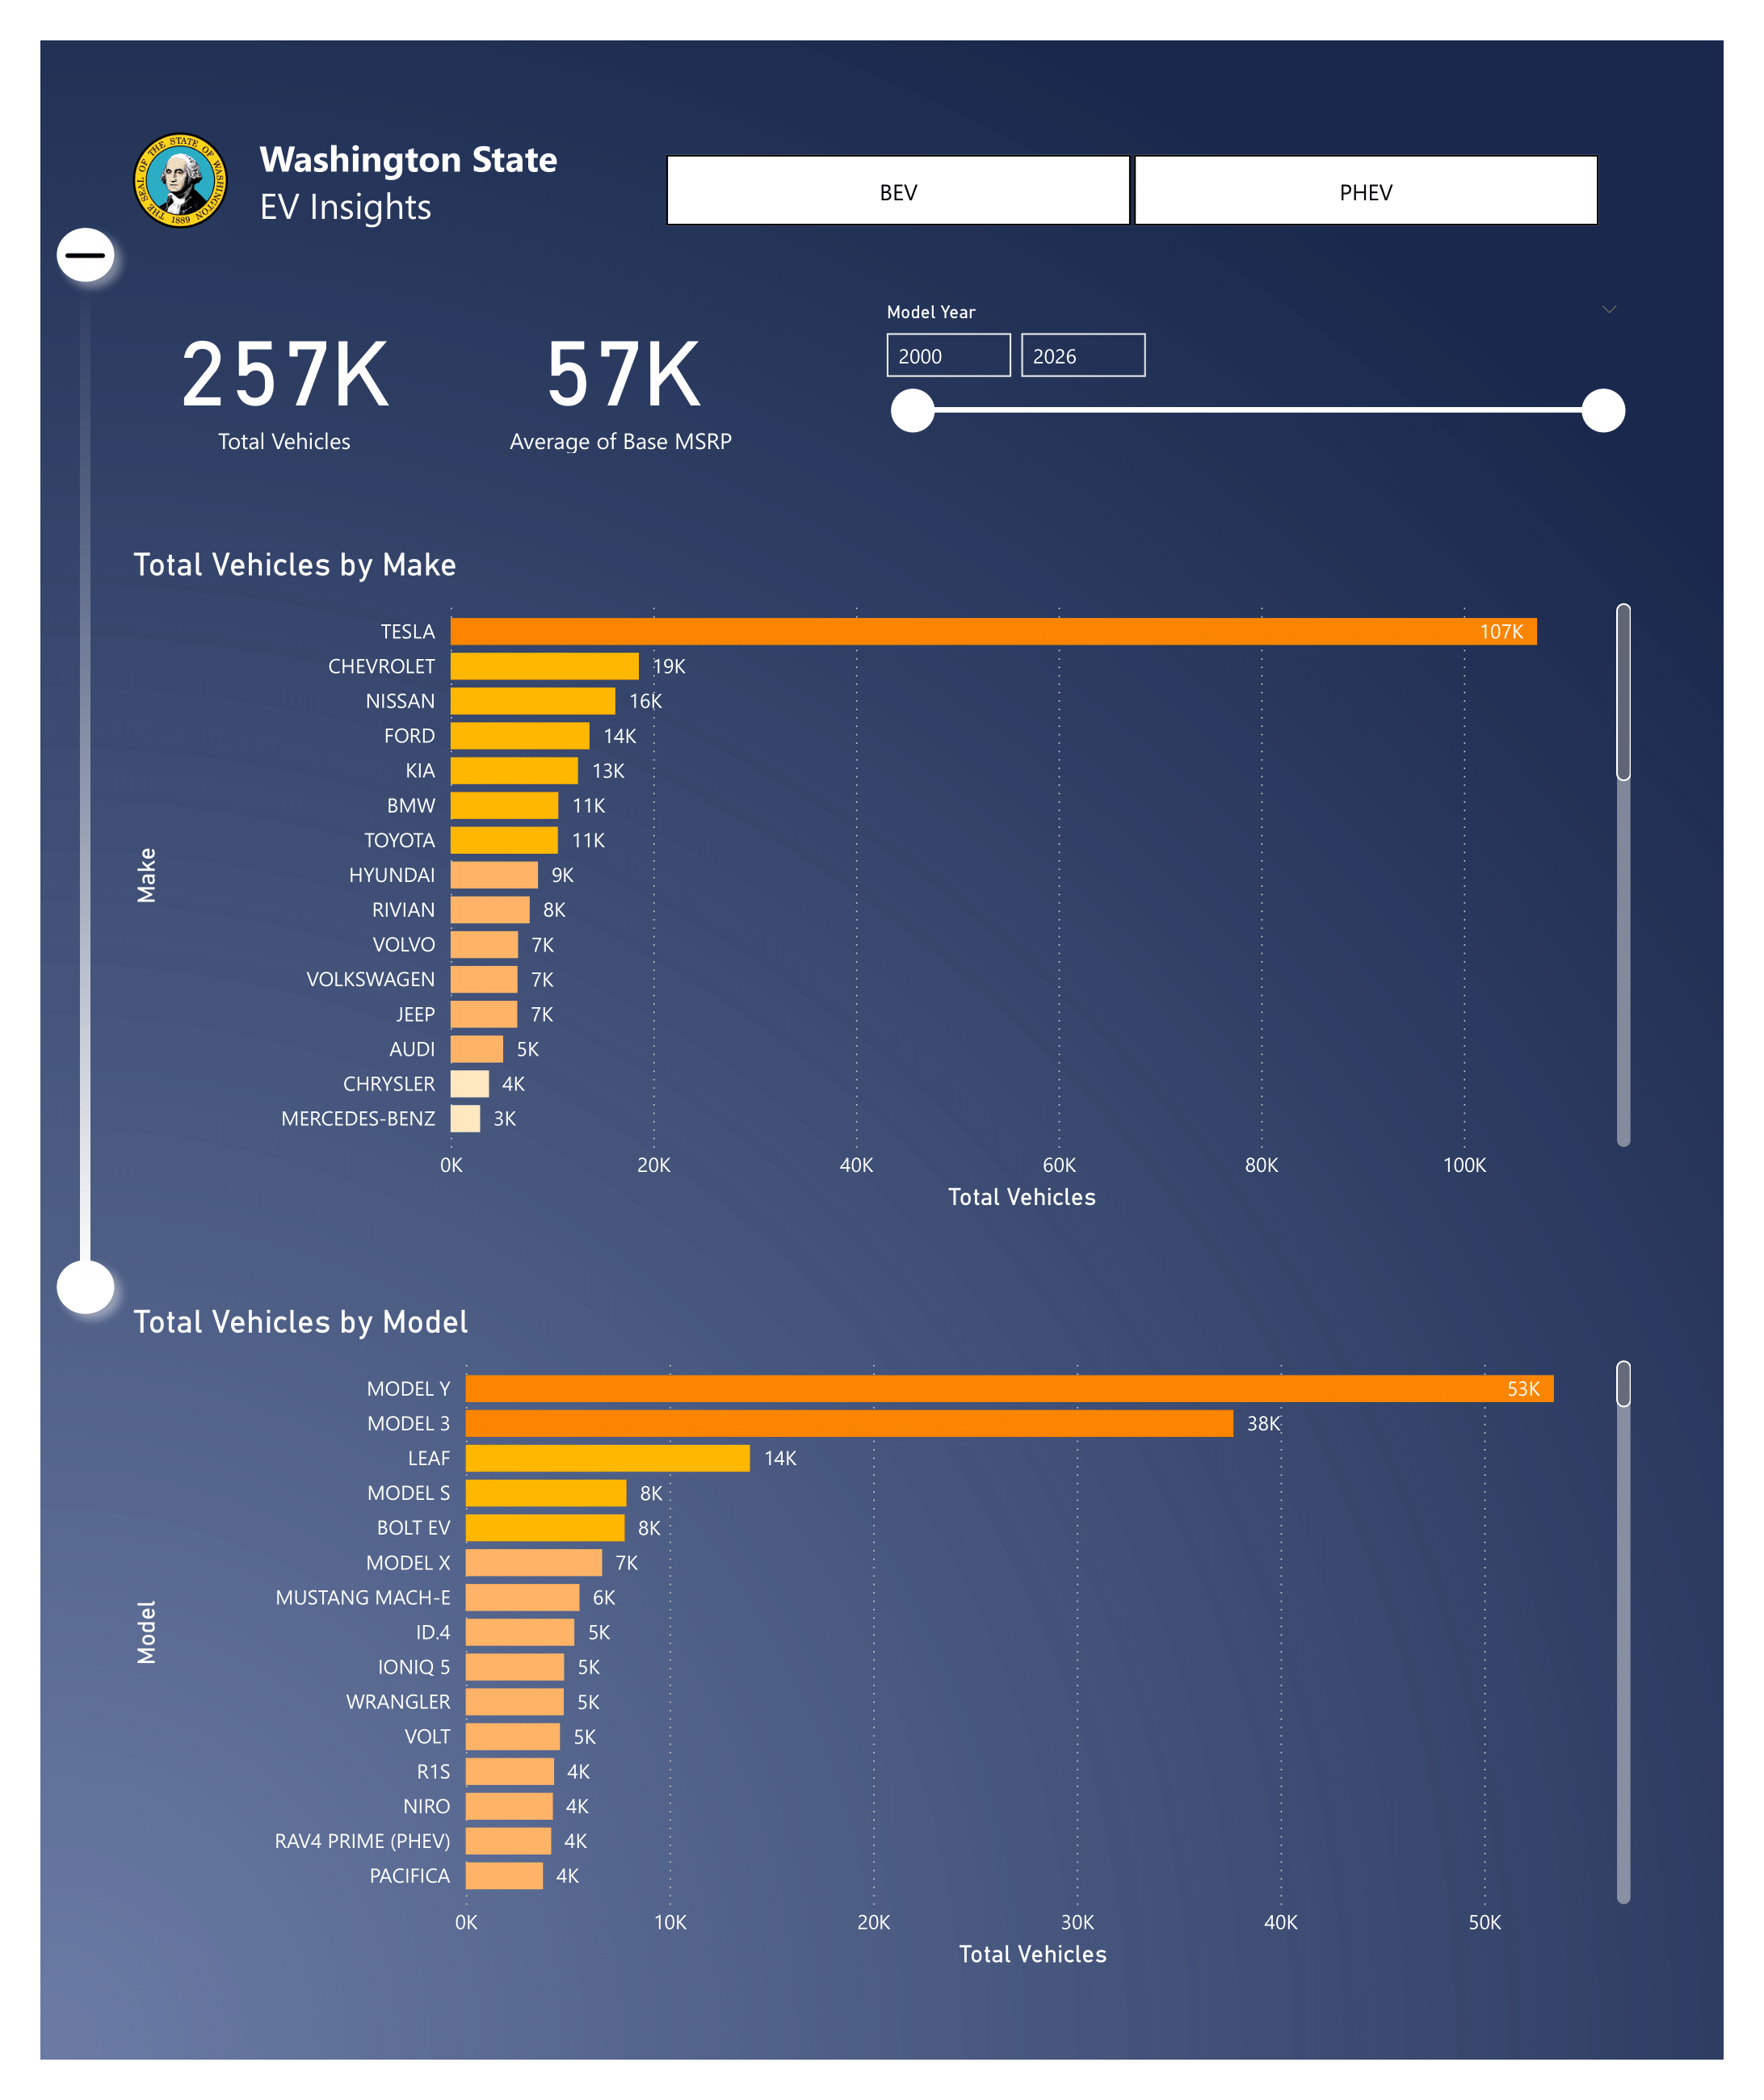 THE SEAL OF THE STATE OF WASHINGTON
1889
Washington State
EV Insights
BEV
PHEV
257K
Total Vehicles
57K
Average of Base MSRP
Model Year
2000
2026
Total Vehicles by Make
Make
TESLA 107K
CHEVROLET 19K
NISSAN 16K
FORD 14K
KIA 13K
BMW 11K
TOYOTA 11K
HYUNDAI 9K
RIVIAN 8K
VOLVO 7K
VOLKSWAGEN 7K
JEEP 7K
AUDI 5K
CHRYSLER 4K
MERCEDES-BENZ 3K
0K 20K 40K 60K 80K 100K
Total Vehicles
Total Vehicles by Model
Model
MODEL Y 53K
MODEL 3 38K
LEAF 14K
MODEL S 8K
BOLT EV 8K
MODEL X 7K
MUSTANG MACH-E 6K
ID.4 5K
IONIQ 5 5K
WRANGLER 5K
VOLT 5K
R1S 4K
NIRO 4K
RAV4 PRIME (PHEV) 4K
PACIFICA 4K
0K 10K 20K 30K 40K 50K
Total Vehicles